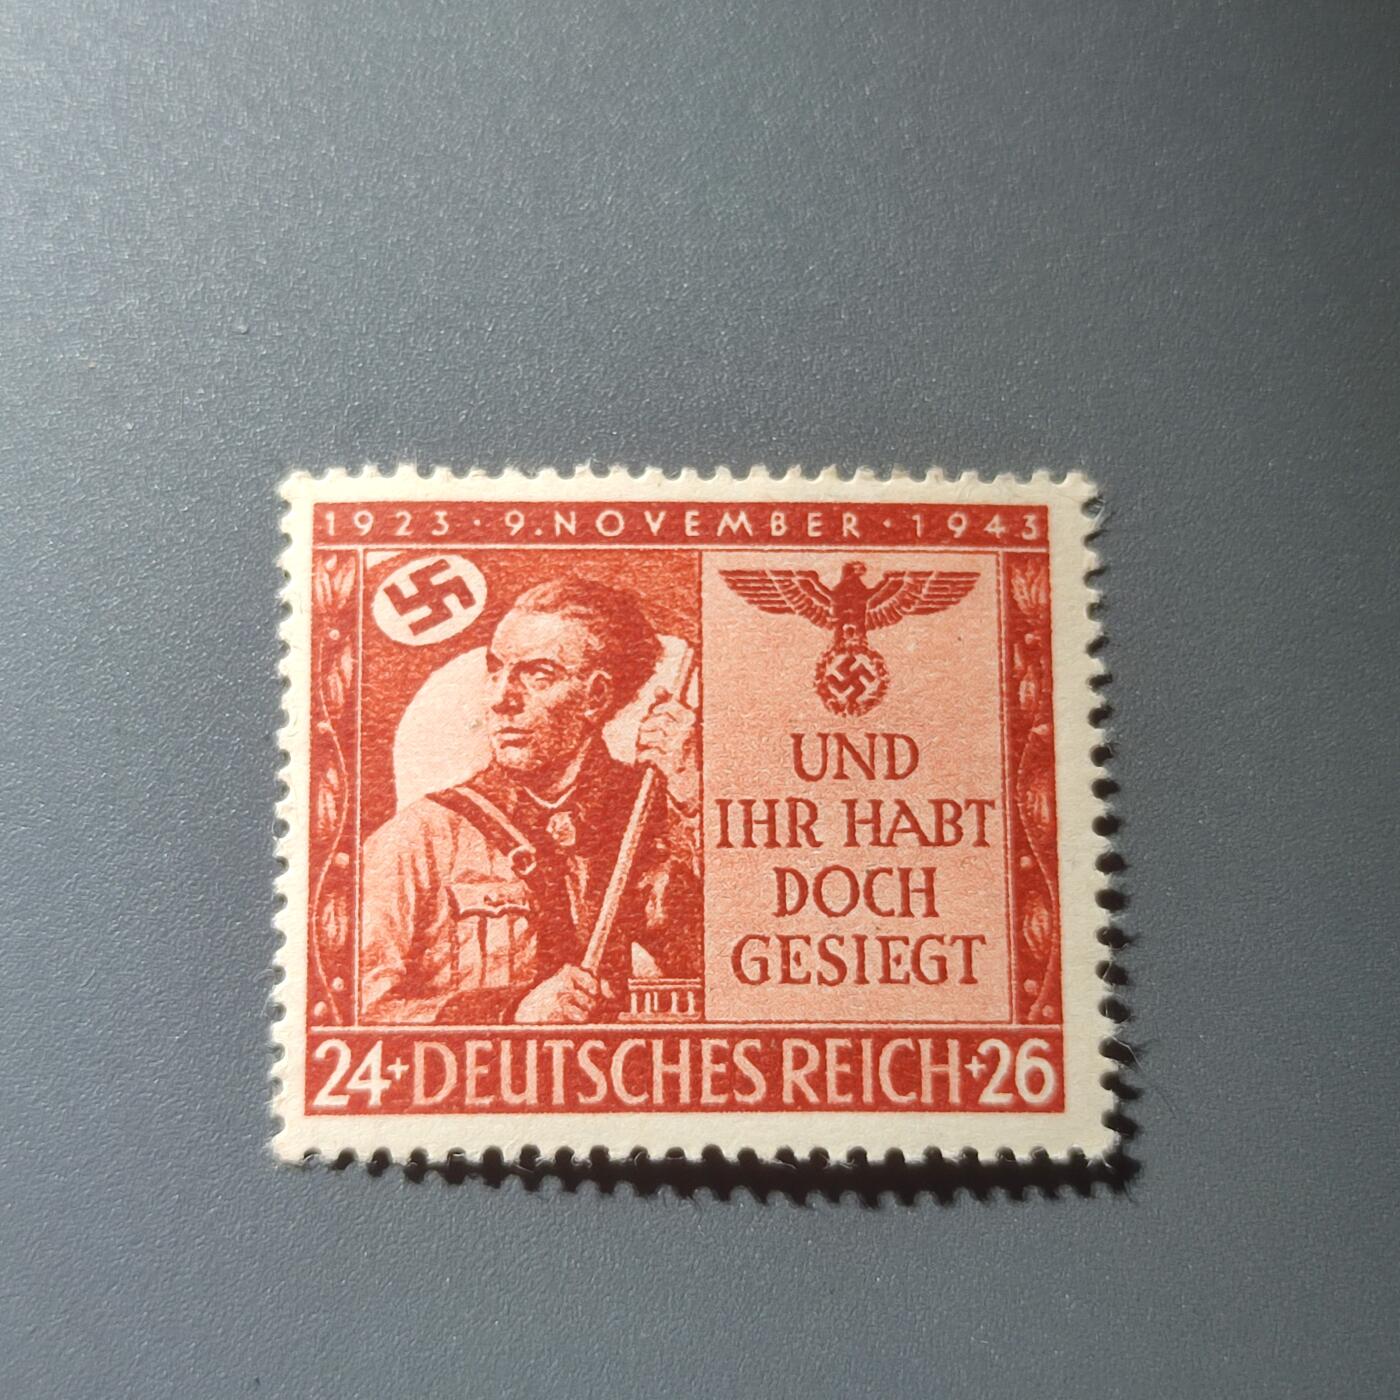 1923 · 9. NOVEMBER · 1943
UND
IHR HABT
DOCH
GESIEGT
24+ DEUTSCHES REICH +26